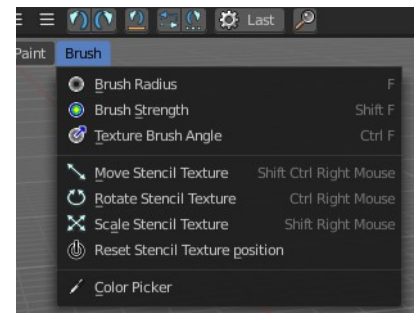 Last
Paint Brush
Brush Radius F
Brush Strength Shift F
Texture Brush Angle Ctrl F
Move Stencil Texture Shift Ctrl Right Mouse
Rotate Stencil Texture Ctrl Right Mouse
Scale Stencil Texture Shift Right Mouse
Reset Stencil Texture position
Color Picker